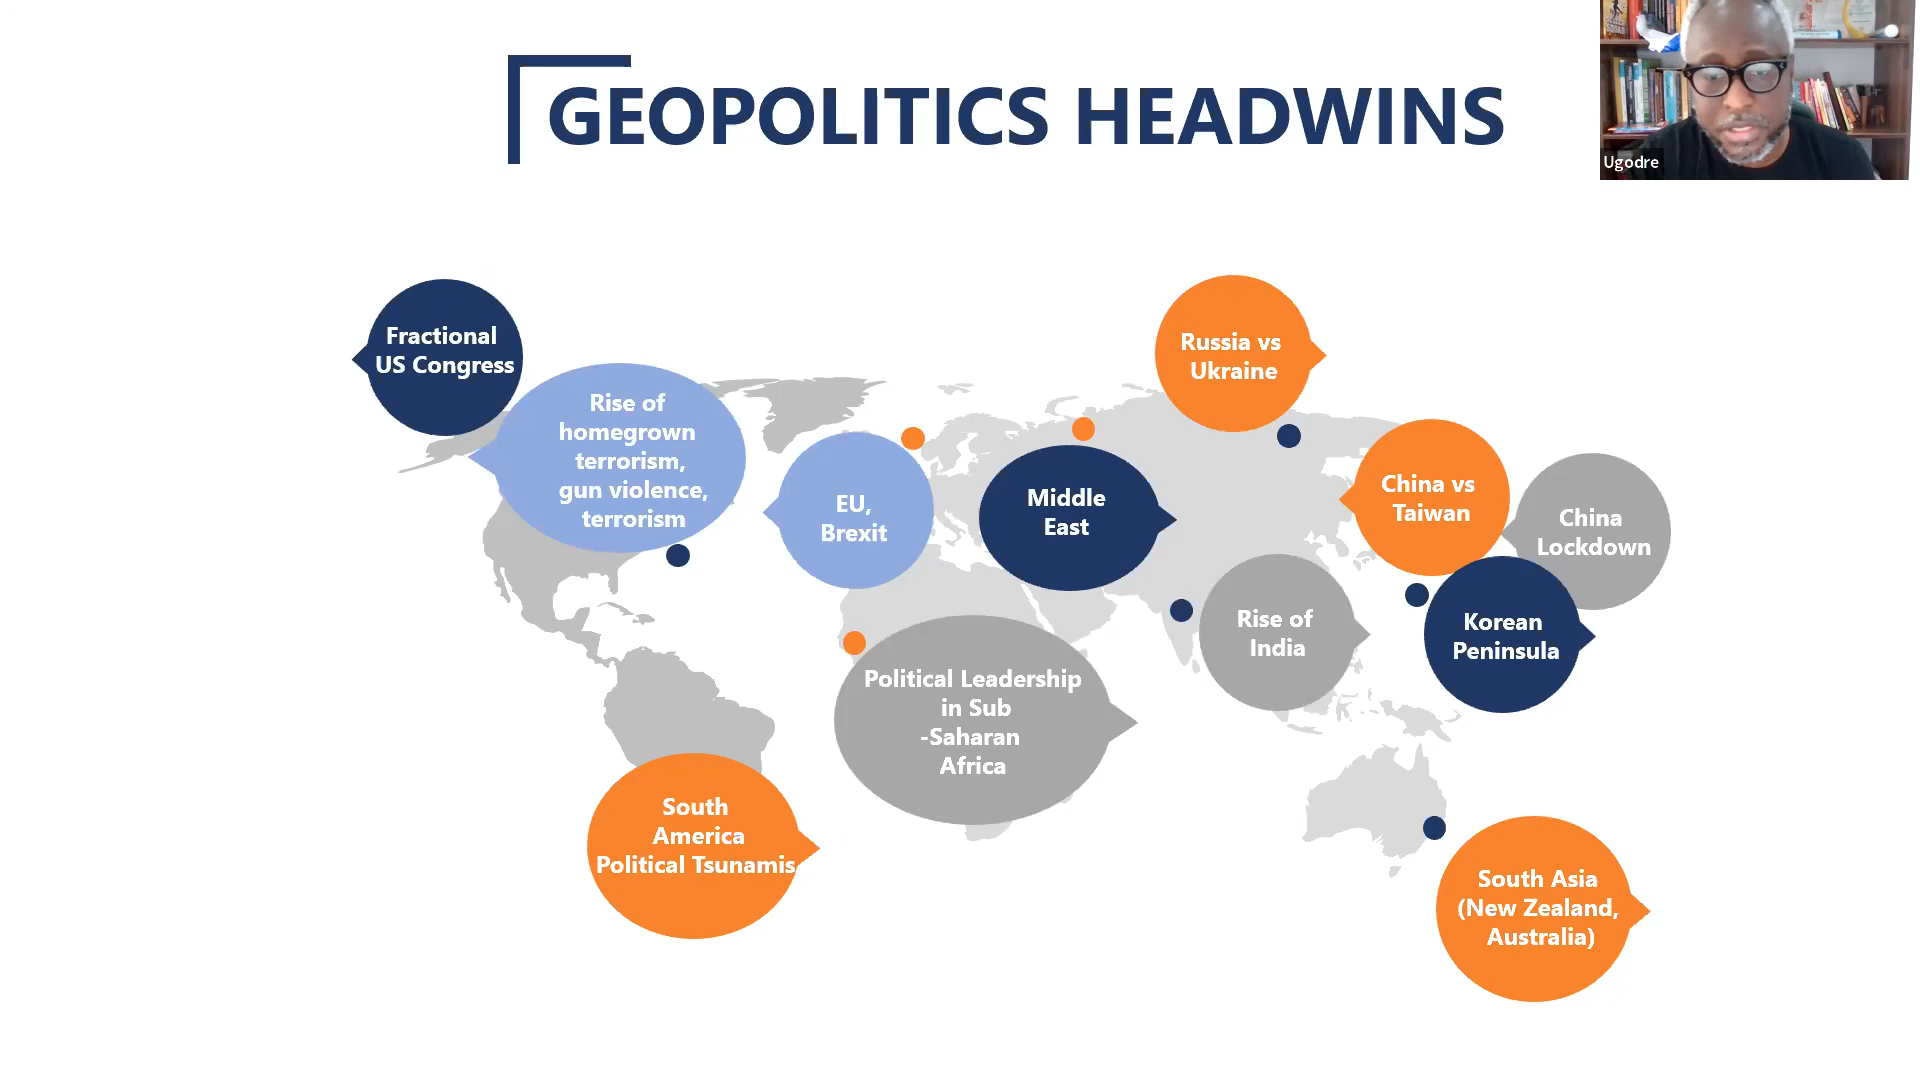 GEOPOLITICS HEADWINS
Ugodre
Fractional
US Congress
Rise of
homegrown
terrorism,
gun violence,
terrorism
EU,
Brexit
Middle
East
Russia vs
Ukraine
China vs
Taiwan
China
Lockdown
Korean
Peninsula
Rise of
India
Political Leadership
in Sub
-Saharan
Africa
South
America
Political Tsunamis
South Asia
(New Zealand,
Australia)